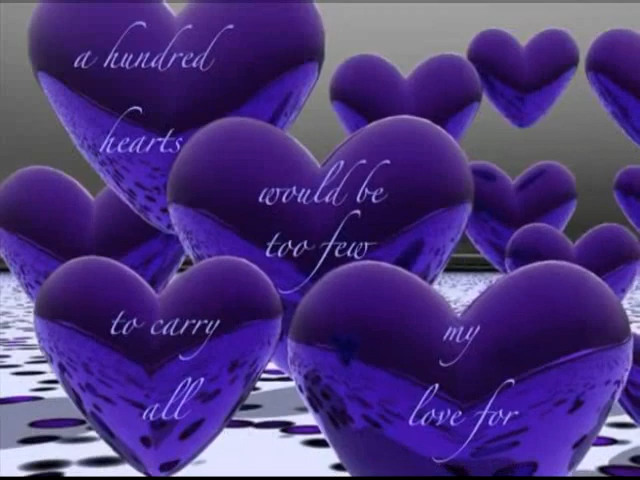 a hundred
hearts
would be
too few
to carry
all
my
love for